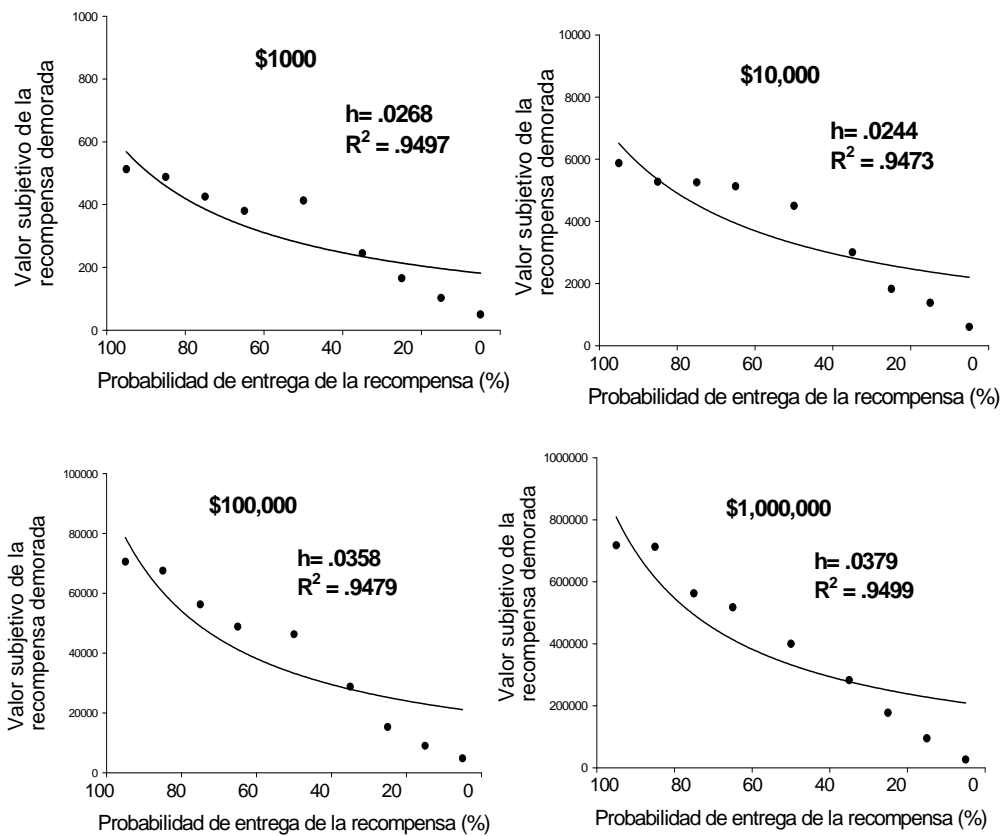 1000
800
600
400
200
0
$1000
h= .0268
R² = .9497
Valor subjetivo de la
recompensa demorada
100 80 60 40 20 0
Probabilidad de entrega de la recompensa (%)
10000
8000
6000
4000
2000
0
$10,000
h= .0244
R² = .9473
Valor subjetivo de la
recompensa demorada
100 80 60 40 20 0
Probabilidad de entrega de la recompensa (%)
100000
80000
60000
40000
20000
0
$100,000
h= .0358
R² = .9479
Valor subjetivo de la
recompensa demorada
100 80 60 40 20 0
Probabilidad de entrega de la recompensa (%)
1000000
800000
600000
400000
200000
0
$1,000,000
h= .0379
R² = .9499
Valor subjetivo de la
recompensa demorada
100 80 60 40 20 0
Probabilidad de entrega de la recompensa (%)